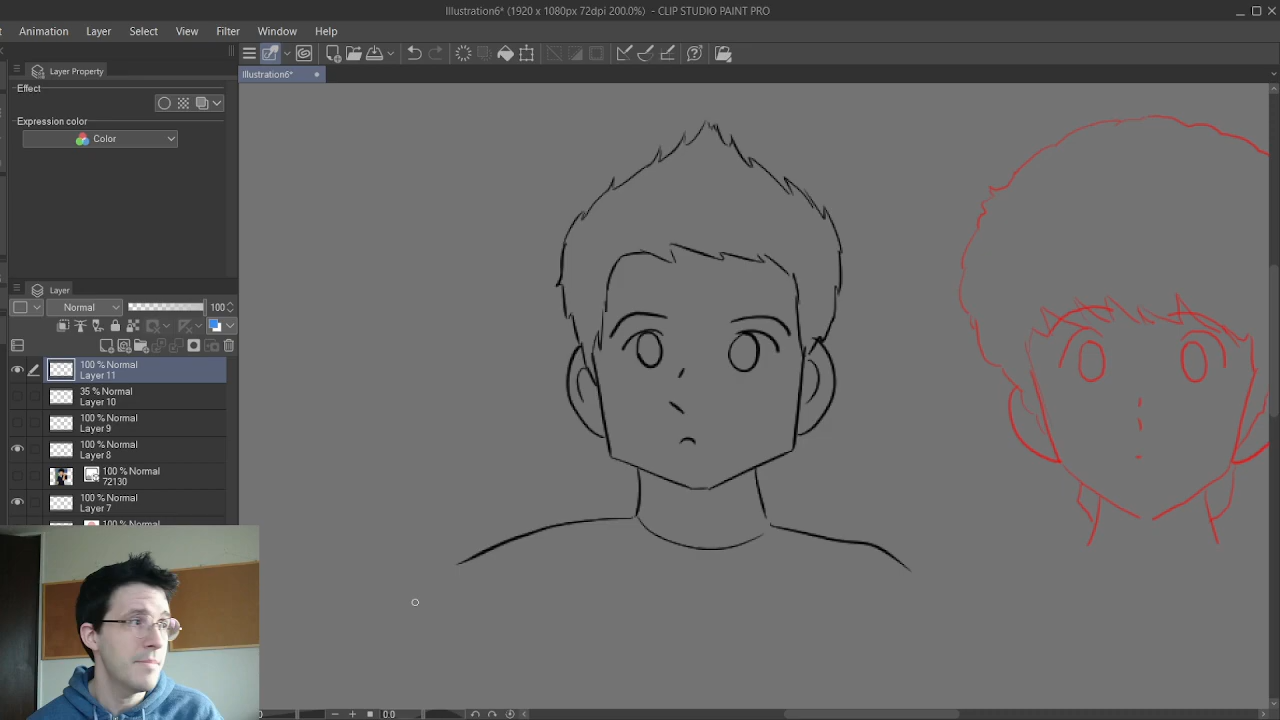 Illustration6* (1920 x 1080px 72dpi 200.0%) - CLIP STUDIO PAINT PRO
Animation Layer Select View Filter Window Help
Layer Property
Illustration6*
Effect
Expression color
Color
Layer
Normal 100
100 % Normal
Layer 11
35 % Normal
Layer 10
100 % Normal
Layer 9
100 % Normal
Layer 8
100 % Normal
72130
100 % Normal
Layer 7
100 % Normal
0.0